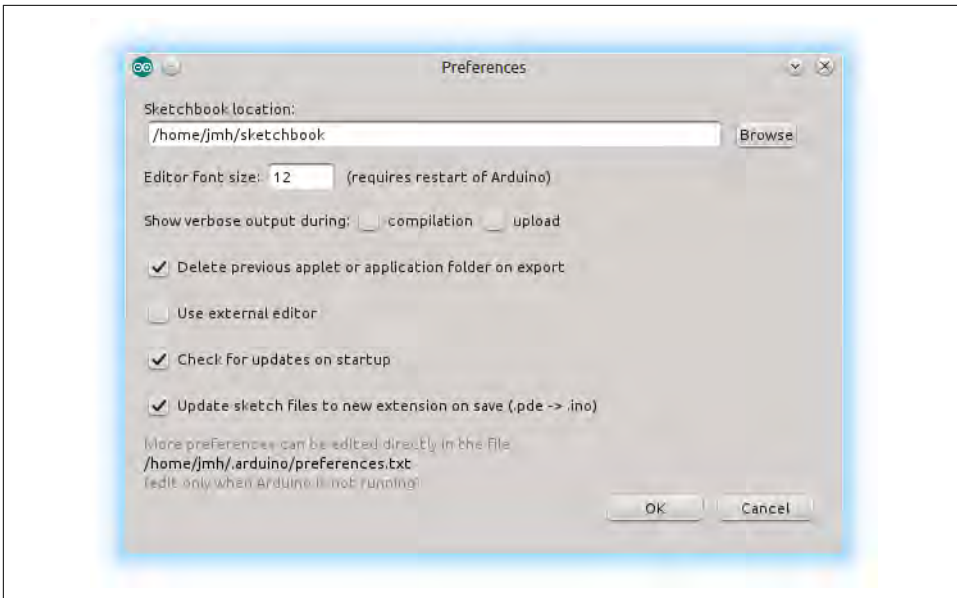 Preferences
Sketchbook location:
/home/jmh/sketchbook
Browse
Editor font size: 12 (requires restart of Arduino)
Show verbose output during: compilation upload
Delete previous applet or application folder on export
Use external editor
Check for updates on startup
Update sketch files to new extension on save (.pde -> .ino)
More preferences can be edited directly in the file
/home/jmh/.arduino/preferences.txt
(edit only when Arduino is not running)
OK Cancel